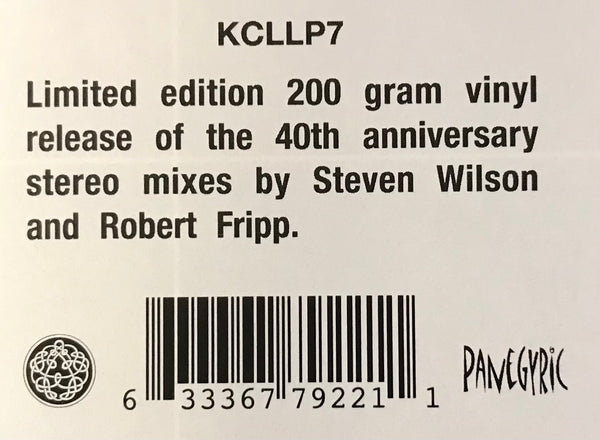 KCLLP7
Limited edition 200 gram vinyl
release of the 40th anniversary
stereo mixes by Steven Wilson
and Robert Fripp.
6 33367 79221 1
PANEGYRIC